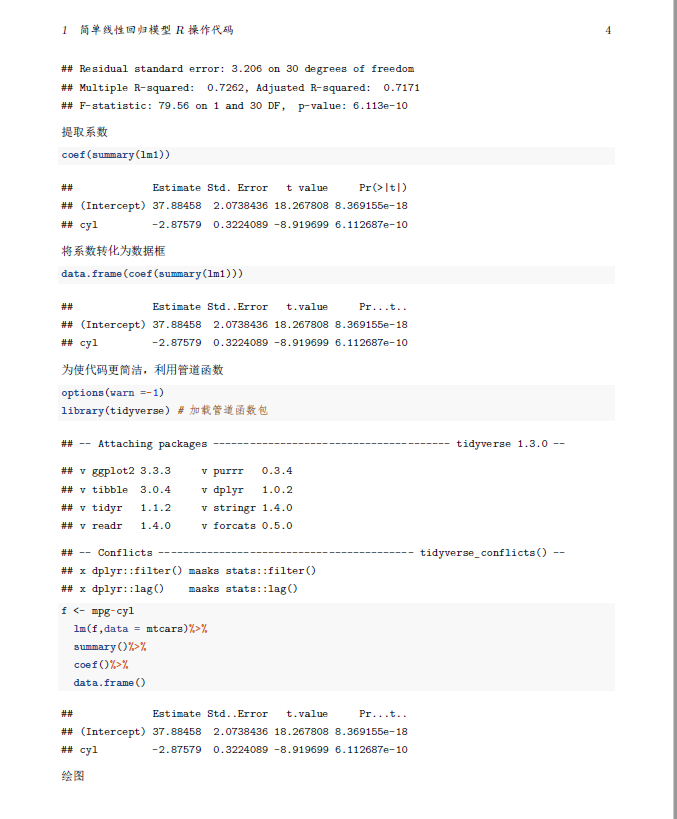 1 简单线性回归模型 R 操作代码 4
## Residual standard error: 3.206 on 30 degrees of freedom
## Multiple R-squared:  0.7262, Adjusted R-squared:  0.7171
## F-statistic: 79.56 on 1 and 30 DF,  p-value: 6.113e-10
提取系数
coef(summary(lm1))
##             Estimate Std. Error   t value     Pr(>|t|)
## (Intercept) 37.88458  2.0738436 18.267808 8.369155e-18
## cyl         -2.87579  0.3224089 -8.919699 6.112687e-10
将系数转化为数据框
data.frame(coef(summary(lm1)))
##             Estimate Std..Error   t.value     Pr...t..
## (Intercept) 37.88458  2.0738436 18.267808 8.369155e-18
## cyl         -2.87579  0.3224089 -8.919699 6.112687e-10
为使代码更简洁，利用管道函数
options(warn =-1)
library(tidyverse) # 加载管道函数包
## -- Attaching packages --------------------------------------- tidyverse 1.3.0 --
## v ggplot2 3.3.3     v purrr   0.3.4
## v tibble  3.0.4     v dplyr   1.0.2
## v tidyr   1.1.2     v stringr 1.4.0
## v readr   1.4.0     v forcats 0.5.0
## -- Conflicts ------------------------------------------ tidyverse_conflicts() --
## x dplyr::filter() masks stats::filter()
## x dplyr::lag()    masks stats::lag()
f <- mpg~cyl
lm(f,data = mtcars)%>%
summary()%>%
coef()%>%
data.frame()
##             Estimate Std..Error   t.value     Pr...t..
## (Intercept) 37.88458  2.0738436 18.267808 8.369155e-18
## cyl         -2.87579  0.3224089 -8.919699 6.112687e-10
绘图